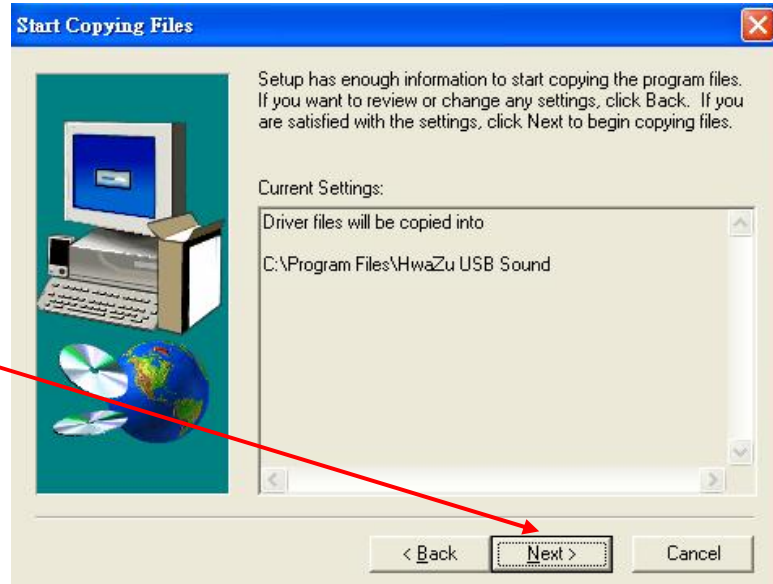 Start Copying Files
Setup has enough information to start copying the program files.
If you want to review or change any settings, click Back. If you
are satisfied with the settings, click Next to begin copying files.
Current Settings:
Driver files will be copied into
C:\Program Files\HwaZu USB Sound
< Back
Next >
Cancel